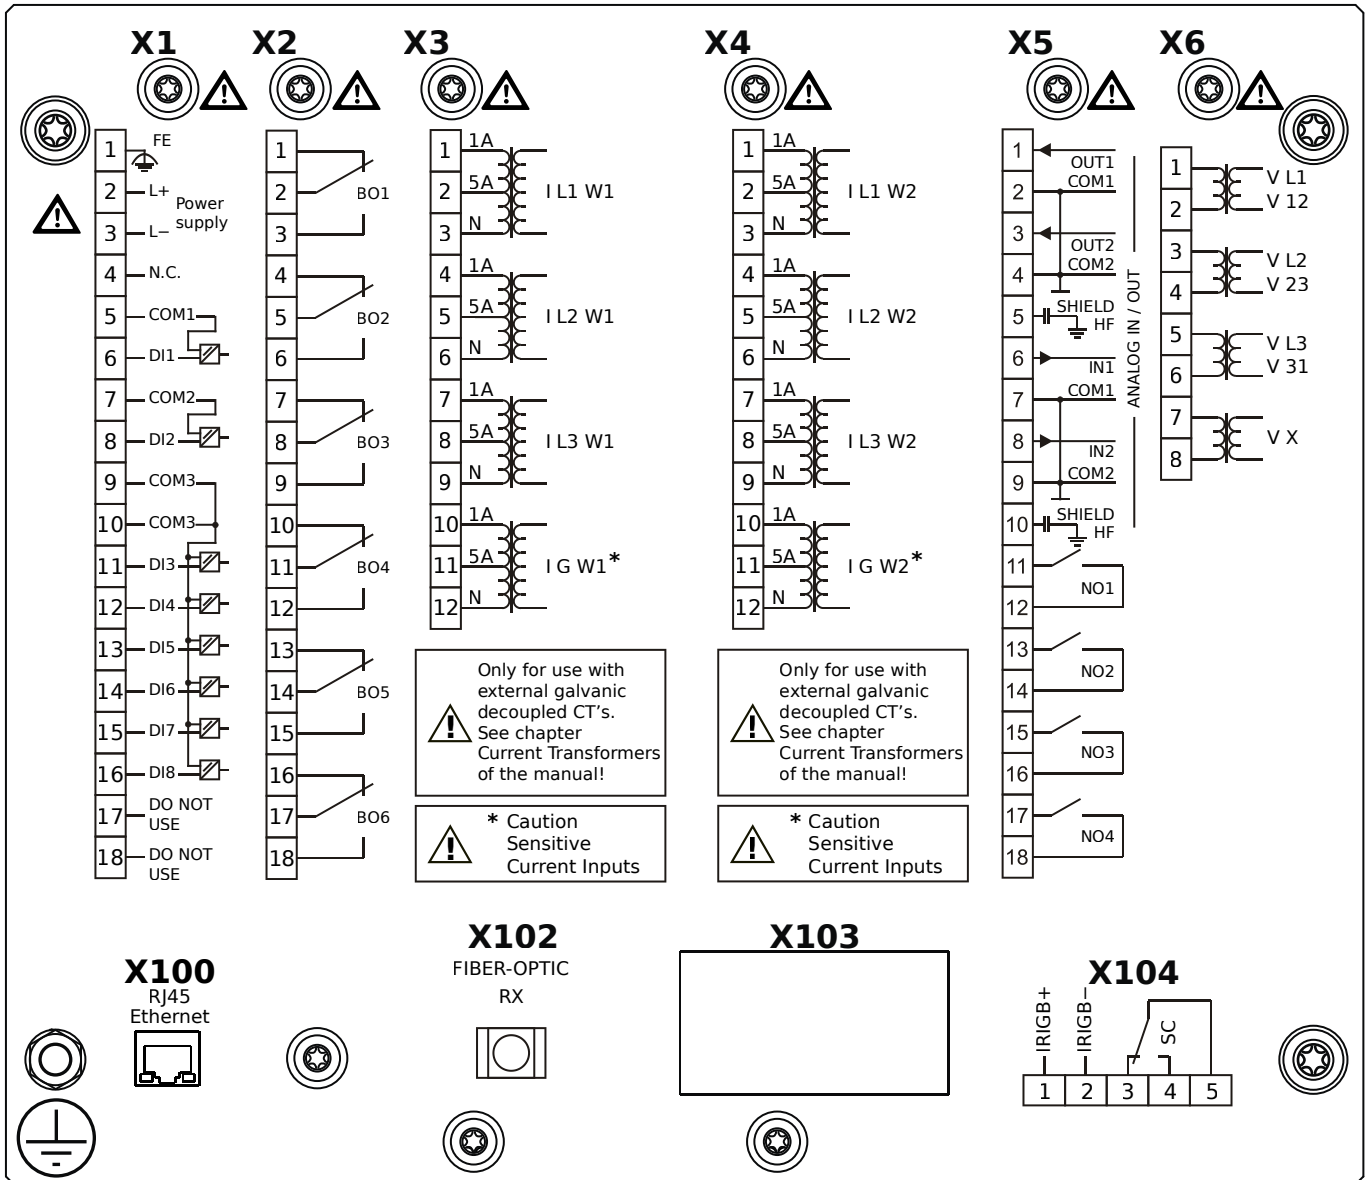 X1
X2
X3
X4
X5
X6
1 FE
2 L+
Power
supply
3 L−
4 N.C.
5 COM1
6 DI1
7 COM2
8 DI2
9 COM3
10 COM3
11 DI3
12 DI4
13 DI5
14 DI6
15 DI7
16 DI8
17 DO NOT
USE
18 DO NOT
USE
1
2 BO1
3
4
5 BO2
6
7
8 BO3
9
10
11 BO4
12
13
14 BO5
15
16
17 BO6
18
1 1A
2 5A I L1 W1
3 N
4 1A
5 5A I L2 W1
6 N
7 1A
8 5A I L3 W1
9 N
10 1A
11 5A I G W1*
12 N
Only for use with
external galvanic
decoupled CT's.
See chapter
Current Transformers
of the manual!
* Caution
Sensitive
Current Inputs
1 1A
2 5A I L1 W2
3 N
4 1A
5 5A I L2 W2
6 N
7 1A
8 5A I L3 W2
9 N
10 1A
11 5A I G W2*
12 N
Only for use with
external galvanic
decoupled CT's.
See chapter
Current Transformers
of the manual!
* Caution
Sensitive
Current Inputs
1
OUT1
2 COM1
3
OUT2
4 COM2
5 SHIELD
HF
6
IN1
7 COM1
8
IN2
9 COM2
10 SHIELD
HF
ANALOG IN / OUT
11
NO1
12
13
NO2
14
15
NO3
16
17
NO4
18
1 V L1
2 V 12
3 V L2
4 V 23
5 V L3
6 V 31
7 V X
8
X100
RJ45
Ethernet
X102
FIBER-OPTIC
RX
X103
X104
IRIGB+
IRIGB−
SC
1 2 3 4 5